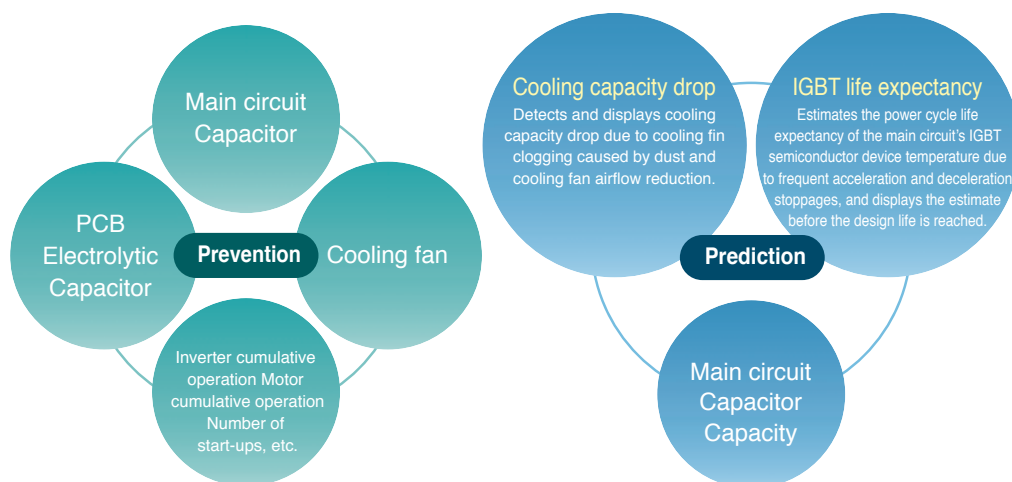 Main circuit
Capacitor
PCB
Electrolytic
Capacitor
Prevention
Cooling fan
Inverter cumulative
operation Motor
cumulative operation
Number of
start-ups, etc.
Cooling capacity drop
Detects and displays cooling
capacity drop due to cooling fin
clogging caused by dust and
cooling fan airflow reduction.
IGBT life expectancy
Estimates the power cycle life
expectancy of the main circuit's IGBT
semiconductor device temperature due
to frequent acceleration and deceleration
stoppages, and displays the estimate
before the design life is reached.
Prediction
Main circuit
Capacitor
Capacity